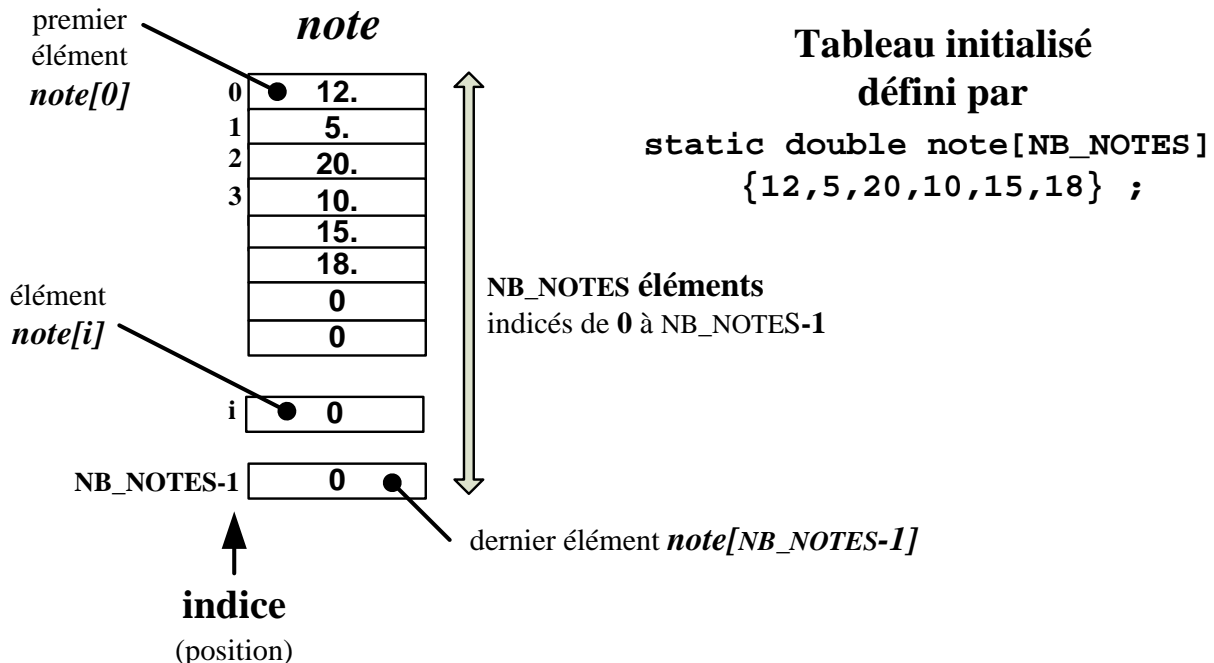 premier
élément
note[0]
note
0 12.
1 5.
2 20.
3 10.
15.
18.
0
0
élément
note[i]
i 0
NB_NOTES-1 0
indice
(position)
NB_NOTES éléments
indicés de 0 à NB_NOTES-1
dernier élément note[NB_NOTES-1]
Tableau initialisé
défini par
static double note[NB_NOTES]
{12,5,20,10,15,18} ;